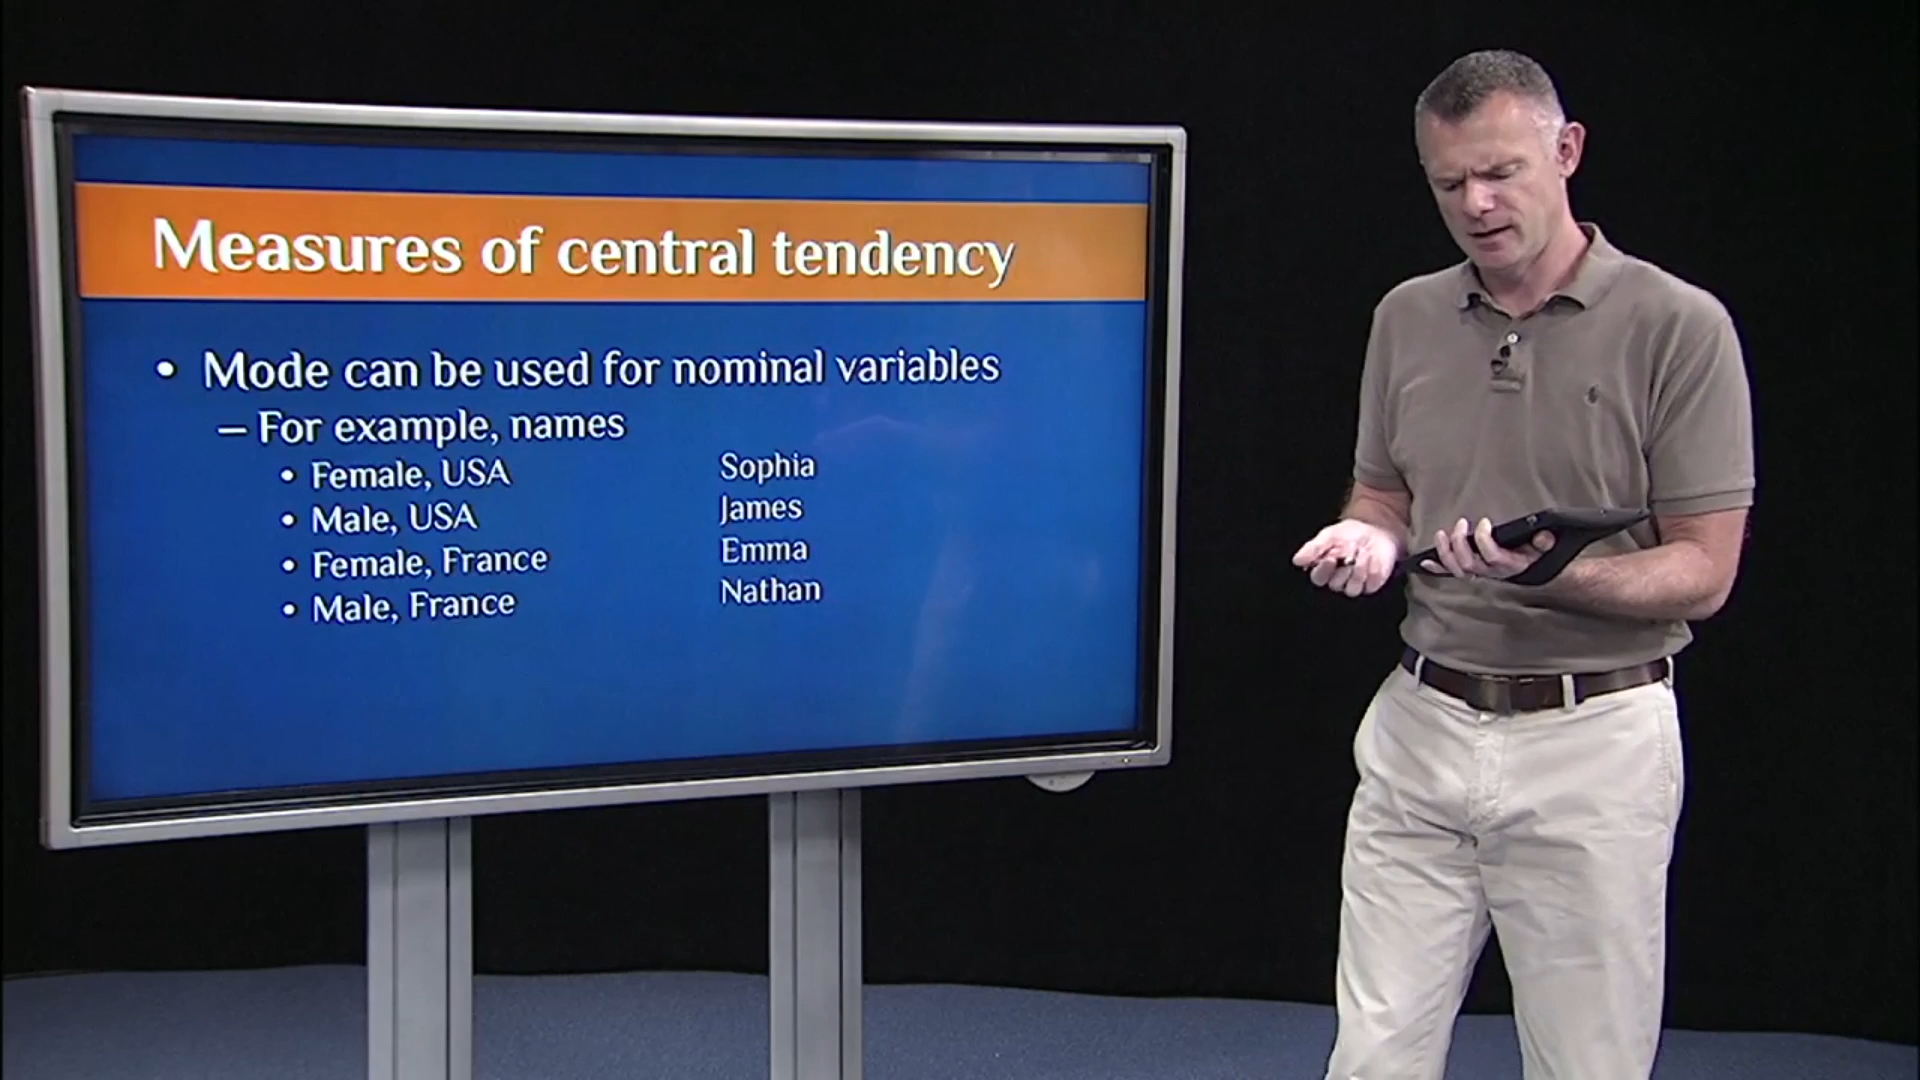 Measures of central tendency
• Mode can be used for nominal variables
– For example, names
• Female, USA Sophia
• Male, USA James
• Female, France Emma
• Male, France Nathan